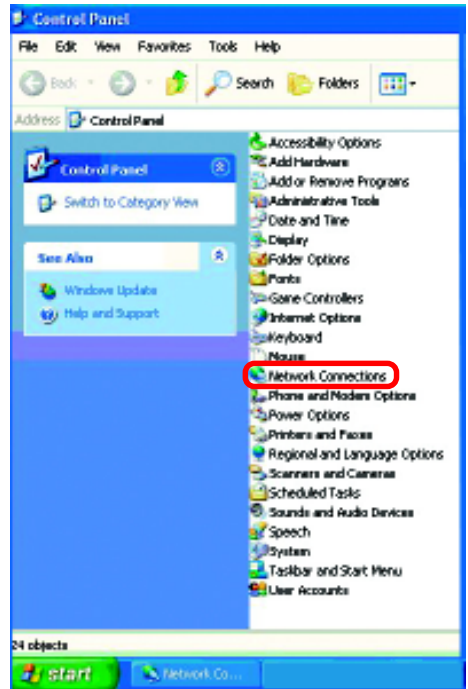 Control Panel
File Edit View Favorites Tools Help
Back Search Folders
Address Control Panel
Control Panel
Switch to Category View
See Also
Windows Update
Help and Support
Accessibility Options
Add Hardware
Add or Remove Programs
Administrative Tools
Date and Time
Display
Folder Options
Fonts
Game Controllers
Internet Options
Keyboard
Mouse
Network Connections
Phone and Modem Options
Power Options
Printers and Faxes
Regional and Language Options
Scanners and Cameras
Scheduled Tasks
Sounds and Audio Devices
Speech
System
Taskbar and Start Menu
User Accounts
24 objects
start Network Co...